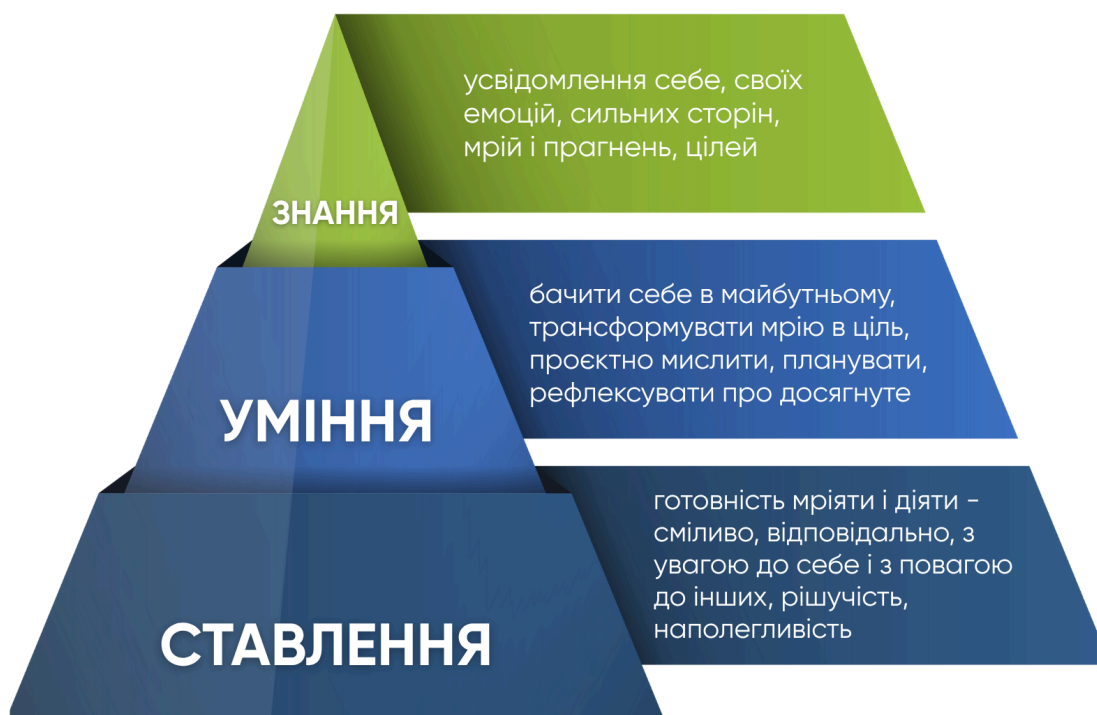 усвідомлення себе, своїх
емоцій, сильних сторін,
мрій і прагнень, цілей
ЗНАННЯ
бачити себе в майбутньому,
трансформувати мрію в ціль,
проєктно мислити, планувати,
рефлексувати про досягнуте
УМІННЯ
готовність мріяти і діяти -
сміливо, відповідально, з
увагою до себе і з повагою
до інших, рішучість,
наполегливість
СТАВЛЕННЯ